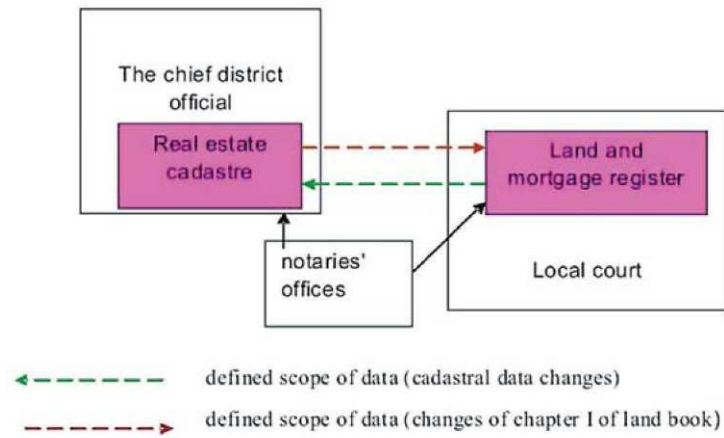 The chief district
official
Real estate
cadastre
Land and
mortgage register
notaries'
offices
Local court
defined scope of data (cadastral data changes)
defined scope of data (changes of chapter I of land book)